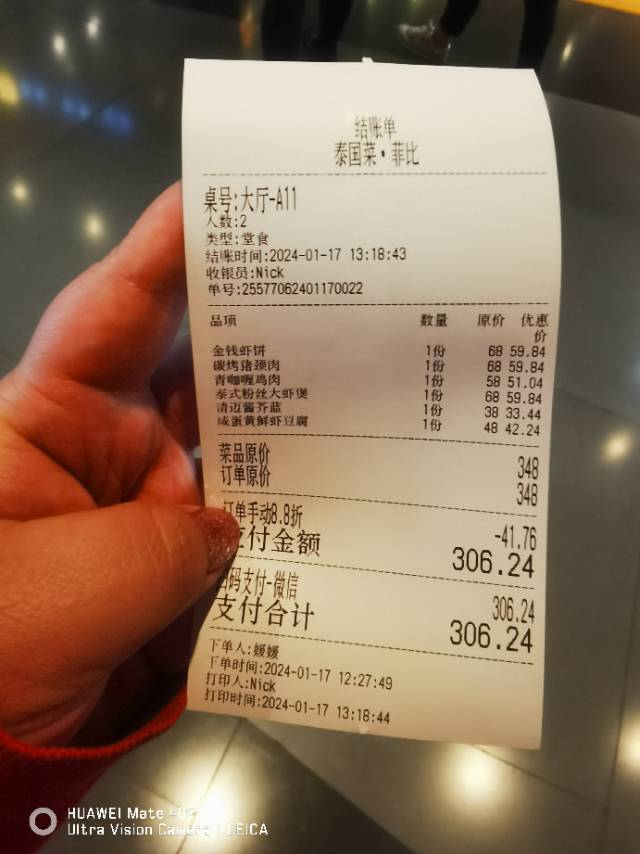 结账单
泰国菜·菲比
桌号:大厅-A11
人数:2
类型:堂食
结账时间:2024-01-17 13:18:43
收银员:Nick
单号:25577062401170022
品项 数量 原价 优惠价
金钱虾饼 1份 68 59.84
碳烤猪颈肉 1份 68 59.84
青咖喱鸡肉 1份 58 51.04
泰式粉丝大虾煲 1份 68 59.84
清迈酱芥蓝 1份 38 33.44
咸蛋黄鲜虾豆腐 1份 48 42.24
菜品原价 348
订单原价 348
订单手动8.8折 -41.76
应付金额 306.24
码支付-微信 306.24
支付合计 306.24
下单人:媛媛
下单时间:2024-01-17 12:27:49
打印人:Nick
打印时间:2024-01-17 13:18:44
HUAWEI Mate 40
Ultra Vision Camera | LEICA